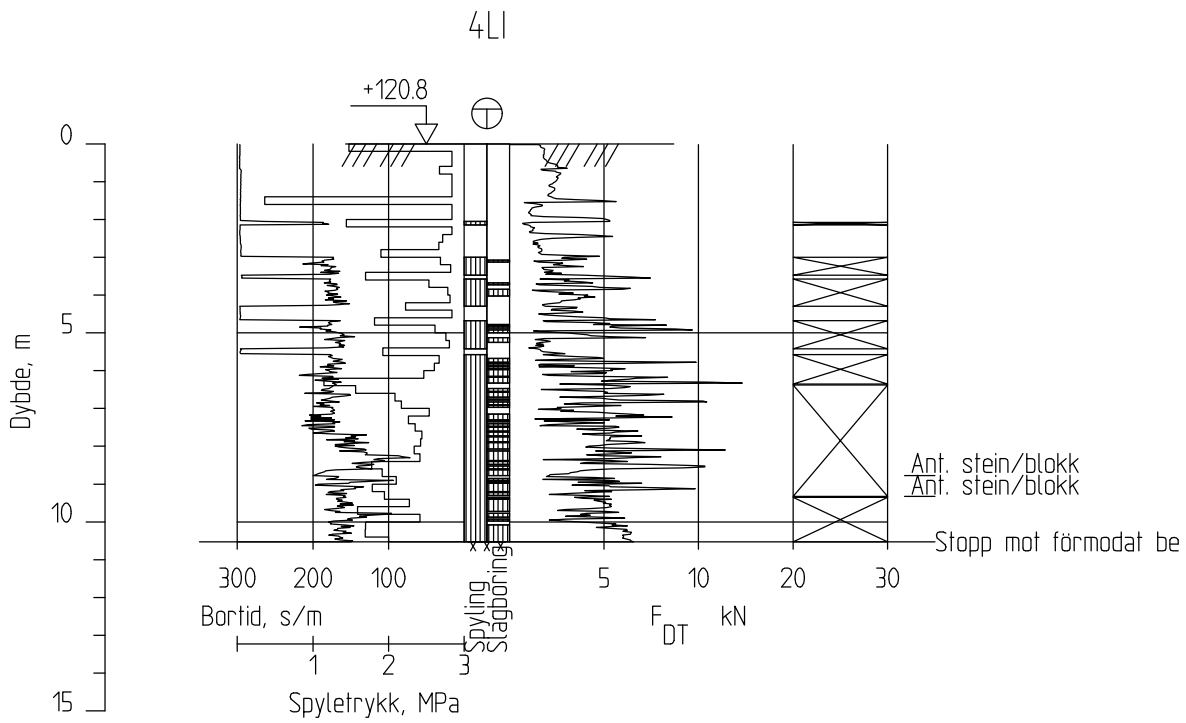 4LI
+120.8
0
5
10
15
Dybde, m
Ant. stein/blokk
Ant. stein/blokk
Stopp mot förmodat be
300 200 100
5 10 20 30
Bortid, s/m
Spyling
Slagboring
F DT kN
1 2 3
Spyletrykk, MPa